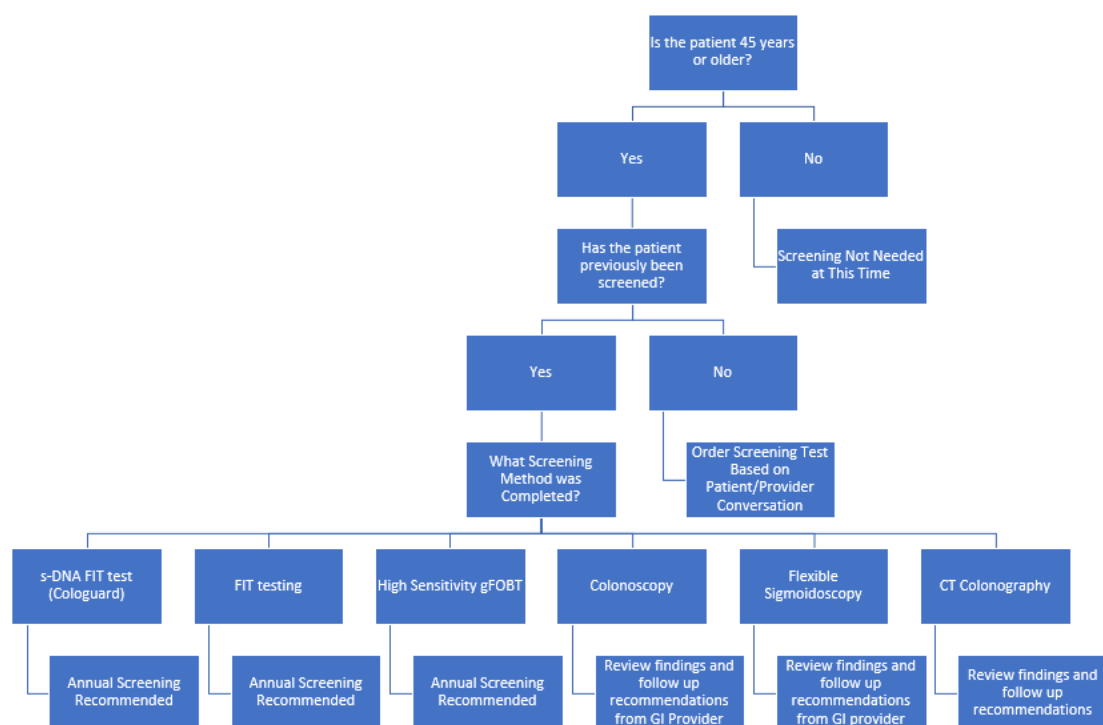 Is the patient 45 years
or older?
Yes
No
Has the patient
previously been
screened?
Screening Not Needed
at This Time
Yes
No
What Screening
Method was
Completed?
Order Screening Test
Based on
Patient/Provider
Conversation
s-DNA FIT test
(Cologuard)
FIT testing
High Sensitivity gFOBT
Colonoscopy
Flexible
Sigmoidoscopy
CT Colonography
Annual Screening
Recommended
Annual Screening
Recommended
Annual Screening
Recommended
Review findings and
follow up
recommendations
from GI Provider
Review findings and
follow up
recommendations
from GI provider
Review findings and
follow up
recommendations